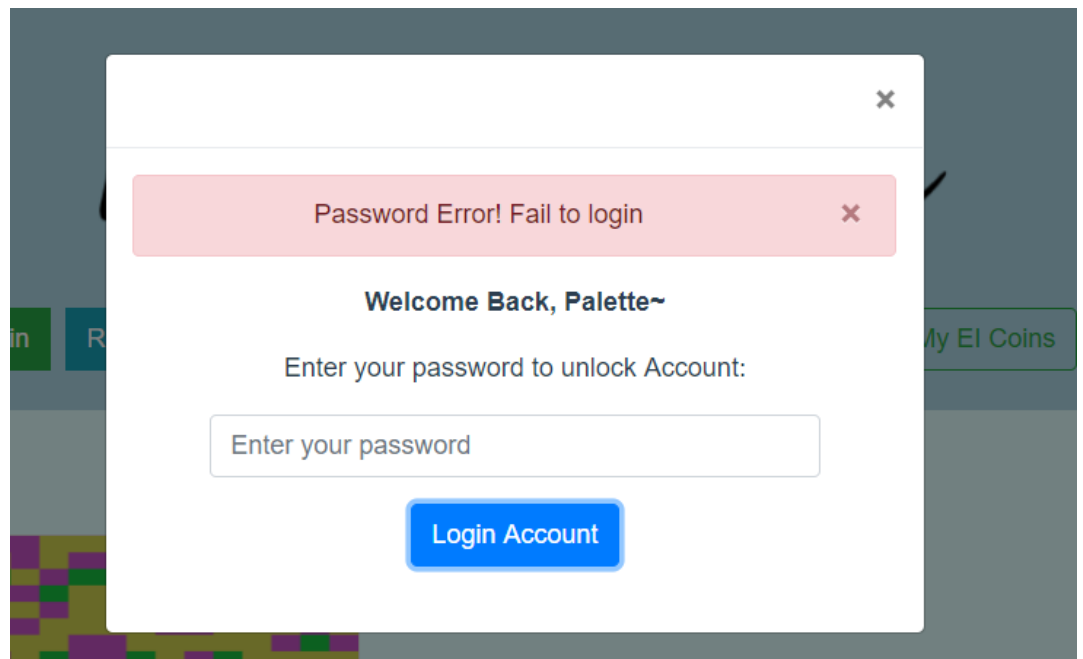 ×
Password Error! Fail to login ×
Welcome Back, Palette~
in R My EI Coins
Enter your password to unlock Account:
Enter your password
Login Account